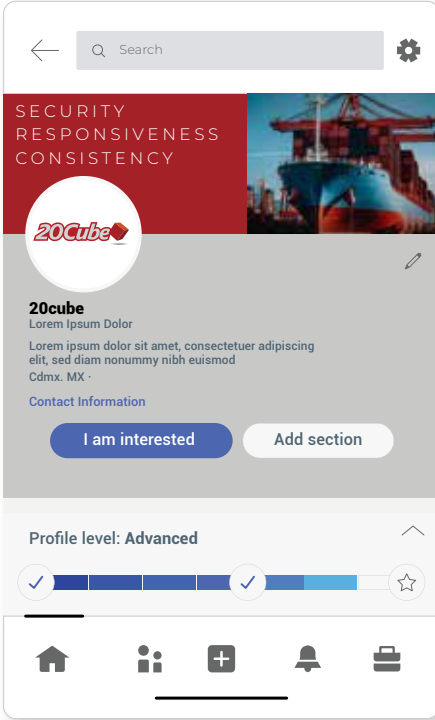 Search
SECURITY
RESPONSIVENESS
CONSISTENCY
20Cube
20cube
Lorem Ipsum Dolor
Lorem ipsum dolor sit amet, consectetuer adipiscing
elit, sed diam nonummy nibh euismod
Cdmx. MX ·
Contact Information
I am interested
Add section
Profile level: Advanced